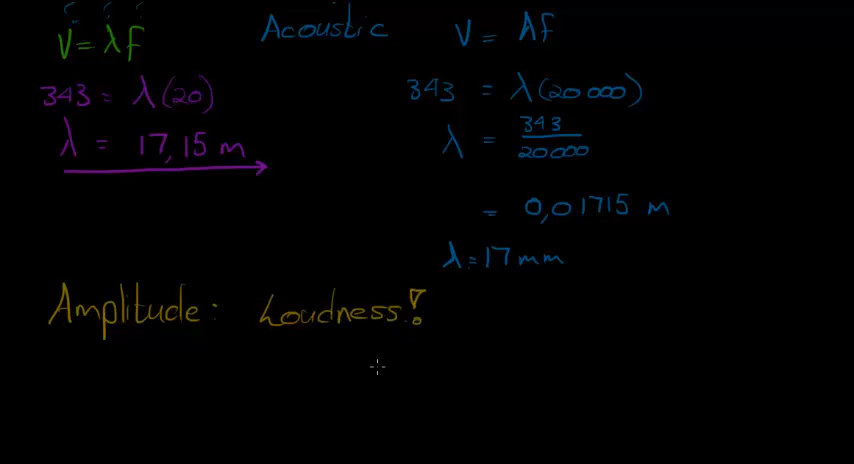 Acoustic
V = λf
343 = λ(20)
λ = 17,15 m
V = λf
343 = λ(20 000)
λ = 343/20000
= 0,01715 m
λ = 17 mm
Amplitude: Loudness!